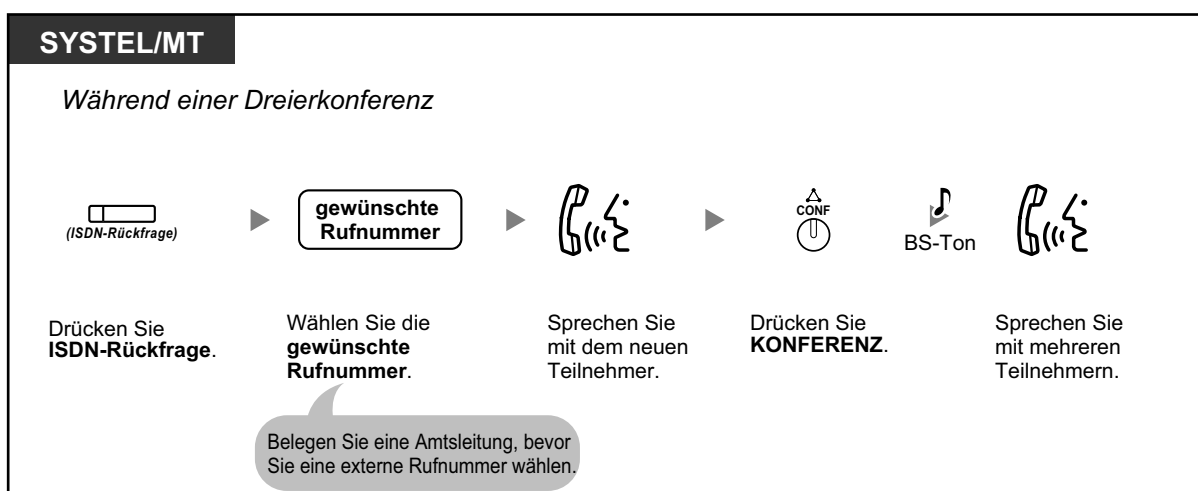 SYSTEL/MT
Während einer Dreierkonferenz
(ISDN-Rückfrage)
gewünschte
Rufnummer
CONF
BS-Ton
Drücken Sie
ISDN-Rückfrage.
Wählen Sie die
gewünschte
Rufnummer.
Sprechen Sie
mit dem neuen
Teilnehmer.
Drücken Sie
KONFERENZ.
Sprechen Sie
mit mehreren
Teilnehmern.
Belegen Sie eine Amtsleitung, bevor
Sie eine externe Rufnummer wählen.